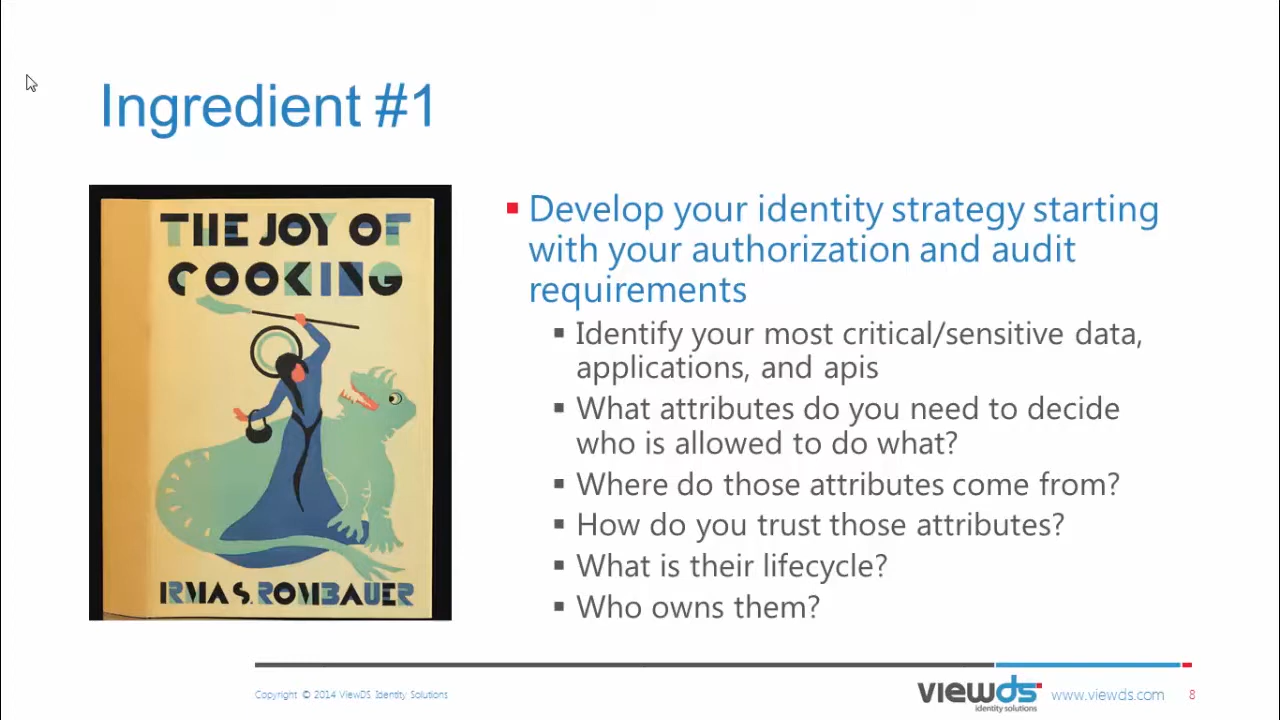 Ingredient #1
THE JOY OF
COOKING
IRMA S. ROMBAUER
Develop your identity strategy starting
with your authorization and audit
requirements
Identify your most critical/sensitive data,
applications, and apis
What attributes do you need to decide
who is allowed to do what?
Where do those attributes come from?
How do you trust those attributes?
What is their lifecycle?
Who owns them?
Copyright © 2014 ViewDS Identity Solutions
viewds
identity solutions
www.viewds.com
8